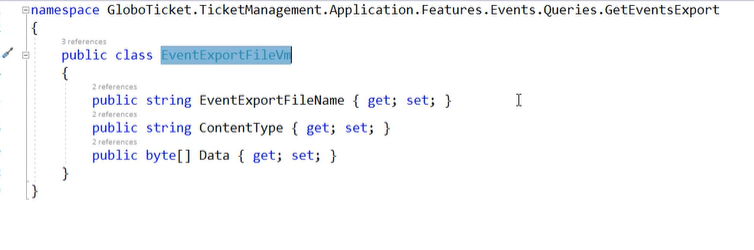 namespace GloboTicket.TicketManagement.Application.Features.Events.Queries.GetEventsExport
{
3 references
public class EventExportFileVm
{
2 references
public string EventExportFileName { get; set; }
2 references
public string ContentType { get; set; }
2 references
public byte[] Data { get; set; }
}
}